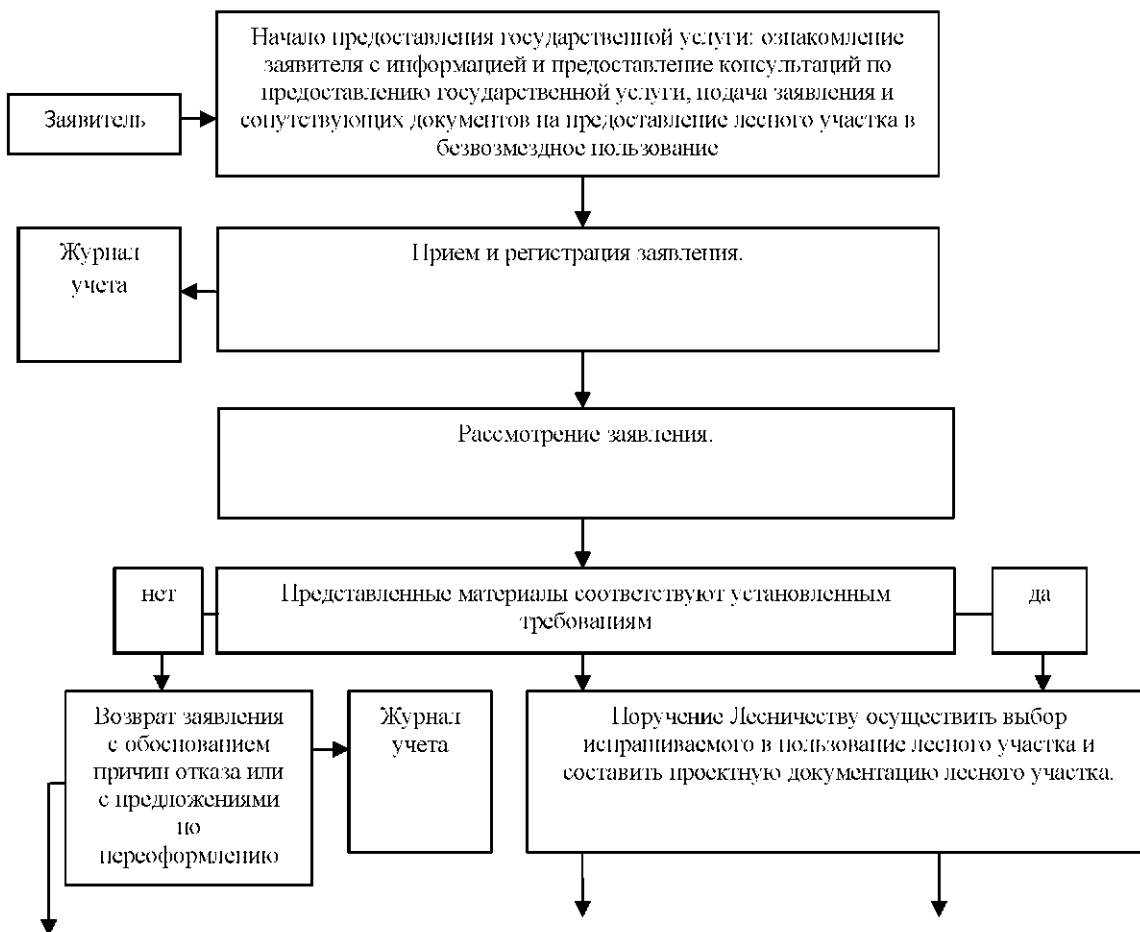 Начало предоставления государственной услуги: ознакомление
заявителя с информацией и предоставление консультаций по
предоставлению государственной услуги, подача заявления и
сопутствующих документов на предоставление лесного участка в
безвозмездное пользование
Заявитель
Прием и регистрация заявления.
Журнал
учета
Рассмотрение заявления.
нет
Представленные материалы соответствуют установленным
требованиям
да
Возврат заявления
с обоснованием
причин отказа или
с предложениями
по
переоформлению
Журнал
учета
Поручение Лесничеству осуществить выбор
испрашиваемого в пользование лесного участка и
составить проектную документацию лесного участка.